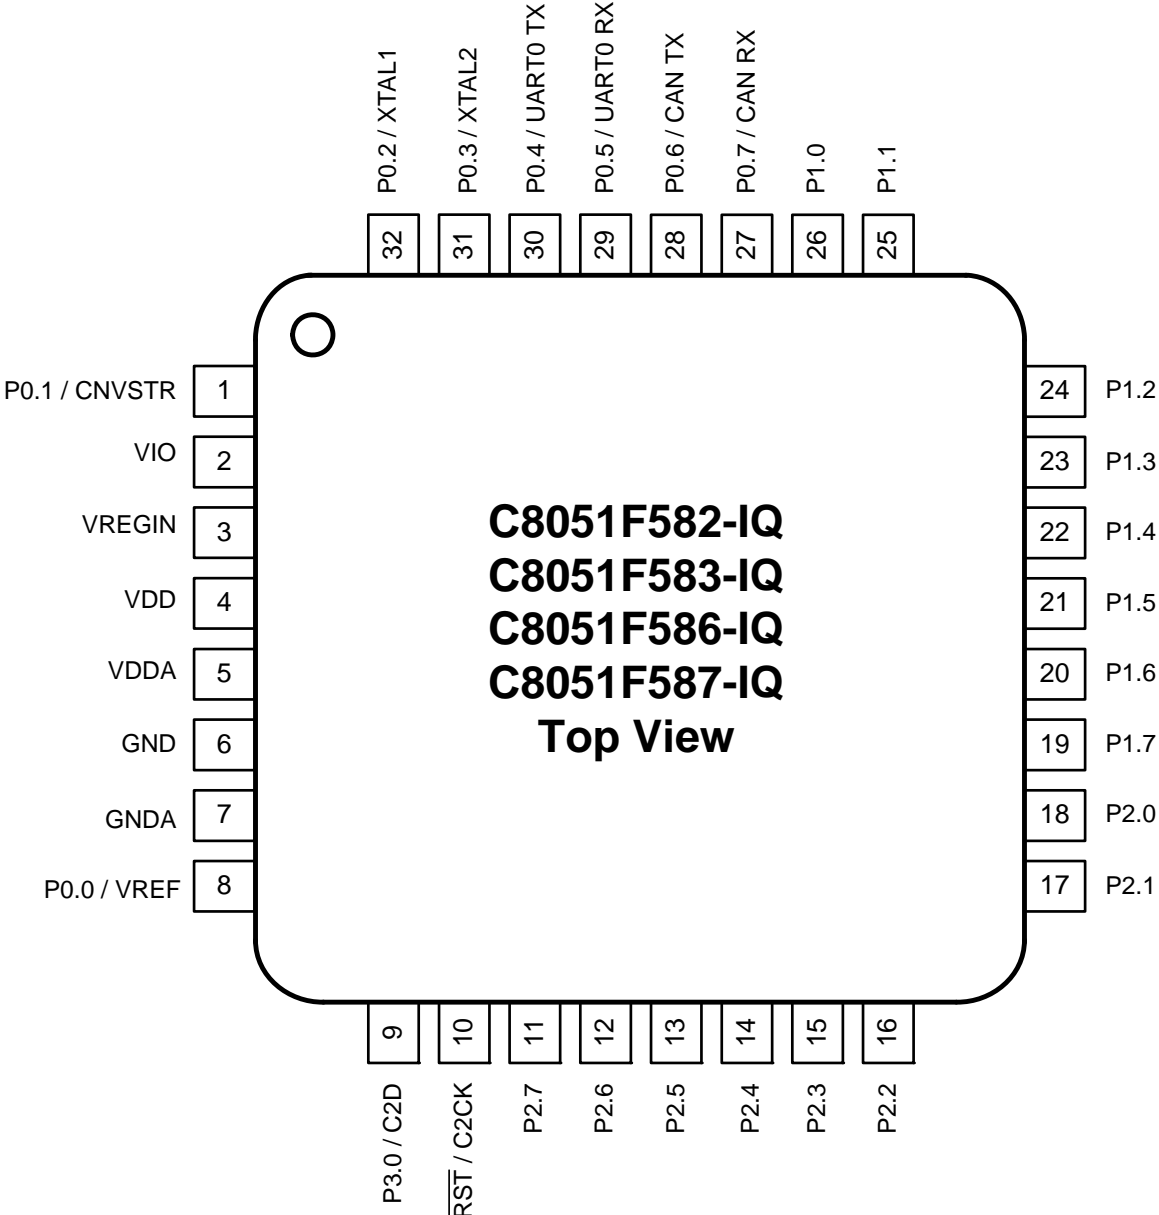 P0.2 / XTAL1
P0.3 / XTAL2
P0.4 / UART0 TX
P0.5 / UART0 RX
P0.6 / CAN TX
P0.7 / CAN RX
P1.0
P1.1
32
31
30
29
28
27
26
25
P0.1 / CNVSTR 1
VIO 2
VREGIN 3
VDD 4
VDDA 5
GND 6
GNDA 7
P0.0 / VREF 8
C8051F582-IQ
C8051F583-IQ
C8051F586-IQ
C8051F587-IQ
Top View
24 P1.2
23 P1.3
22 P1.4
21 P1.5
20 P1.6
19 P1.7
18 P2.0
17 P2.1
9
10
11
12
13
14
15
16
P3.0 / C2D
RST / C2CK
P2.7
P2.6
P2.5
P2.4
P2.3
P2.2